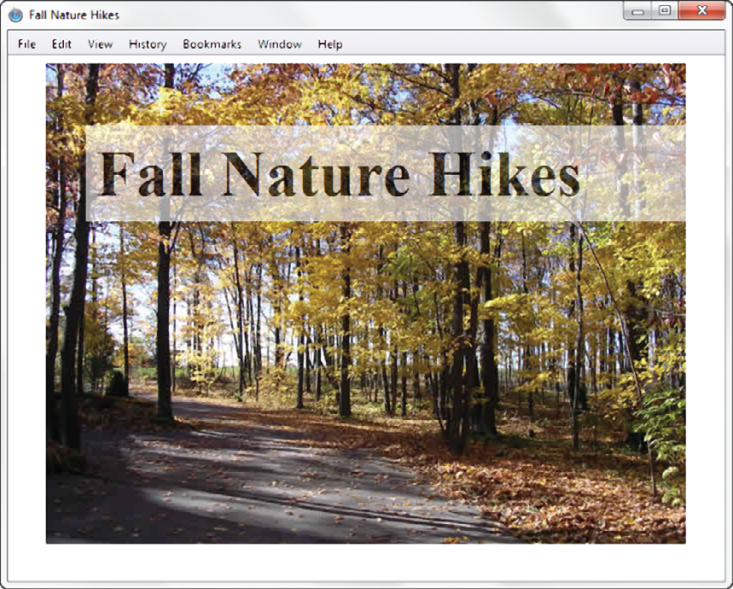 Fall Nature Hikes
File Edit View History Bookmarks Window Help
Fall Nature Hikes